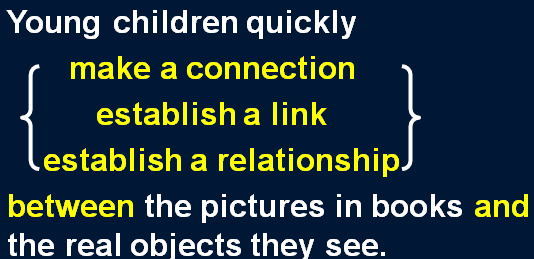 Young children quickly
make a connection
establish a link
establish a relationship
between the pictures in books and
the real objects they see.